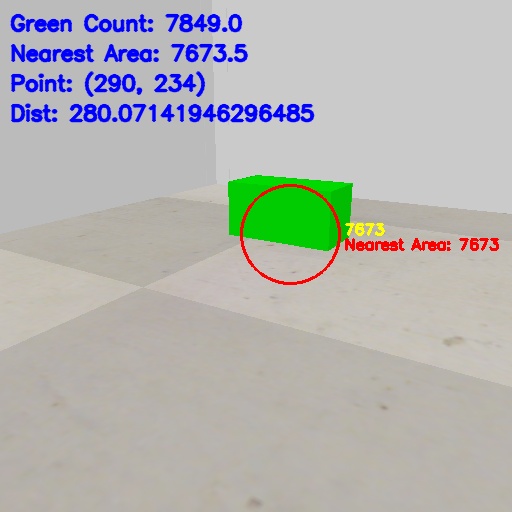 Green Count: 7849.0
Nearest Area: 7673.5
Point: (290, 234)
Dist: 280.07141946296485
7673
Nearest Area: 7673